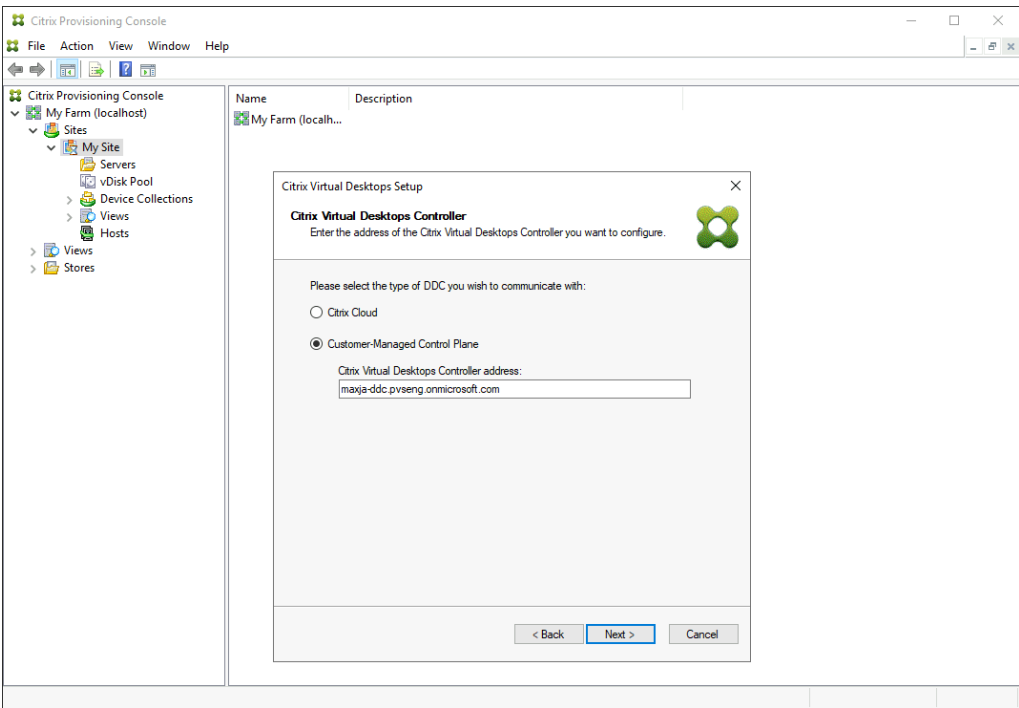 Citrix Provisioning Console
File Action View Window Help
Citrix Provisioning Console
My Farm (localhost)
Sites
My Site
Servers
vDisk Pool
Device Collections
Views
Hosts
Views
Stores
Name Description
My Farm (localh...
Citrix Virtual Desktops Setup
Citrix Virtual Desktops Controller
Enter the address of the Citrix Virtual Desktops Controller you want to configure.
Please select the type of DDC you wish to communicate with:
Citrix Cloud
Customer-Managed Control Plane
Citrix Virtual Desktops Controller address:
maxja-ddc.pvseng.onmicrosoft.com
< Back Next > Cancel